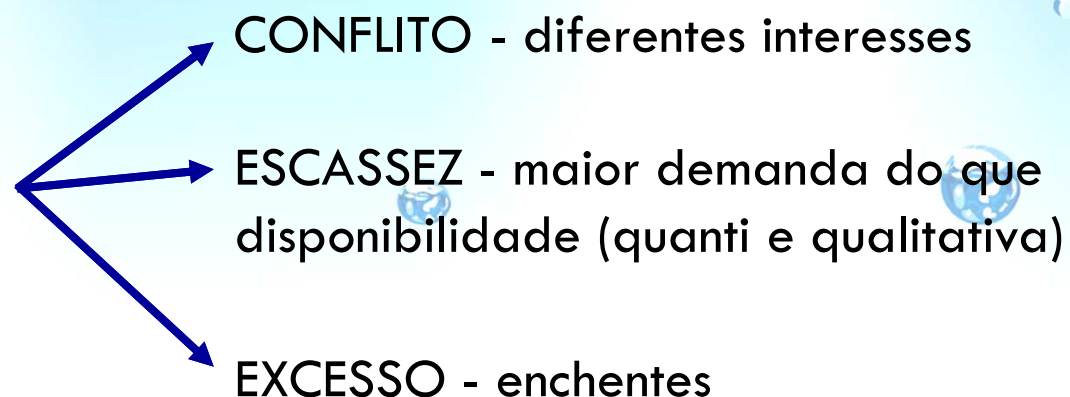 CONFLITO - diferentes interesses
ESCASSEZ - maior demanda do que
disponibilidade (quanti e qualitativa)
EXCESSO - enchentes